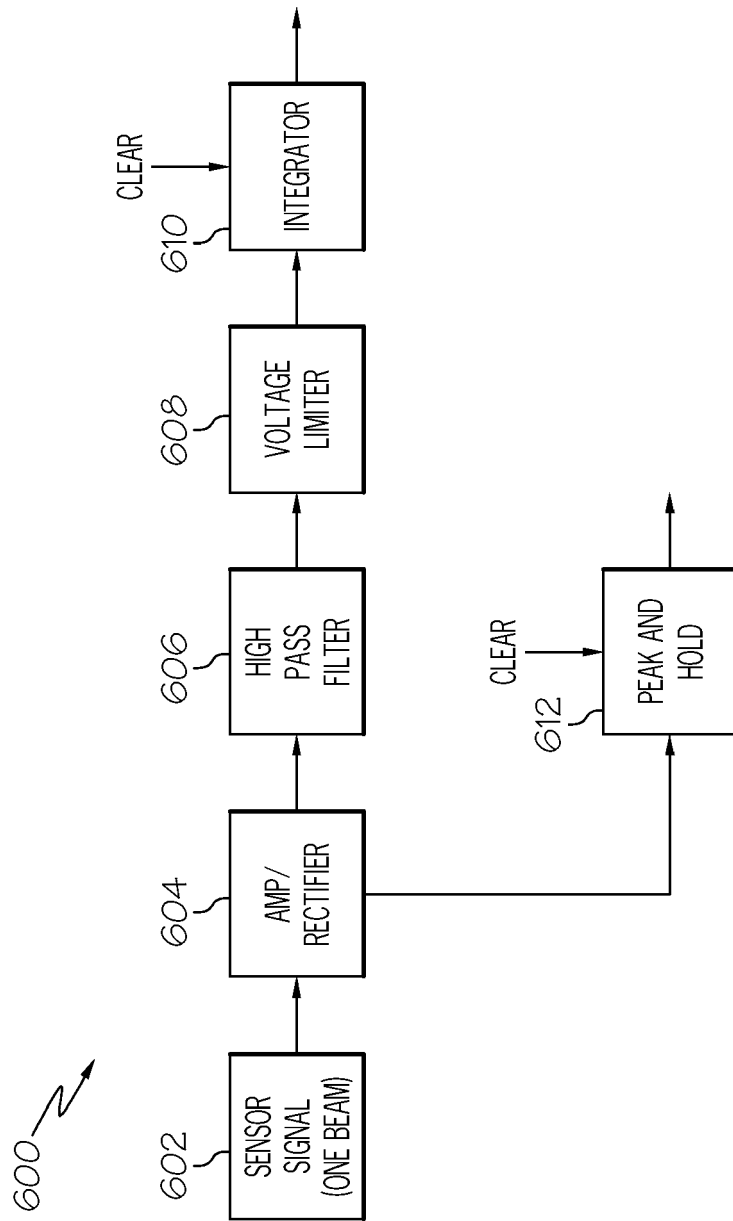 600
602
SENSOR
SIGNAL
(ONE BEAM)
604
AMP/
RECTIFIER
606
HIGH
PASS
FILTER
608
VOLTAGE
LIMITER
610
CLEAR
INTEGRATOR
612
CLEAR
PEAK AND
HOLD